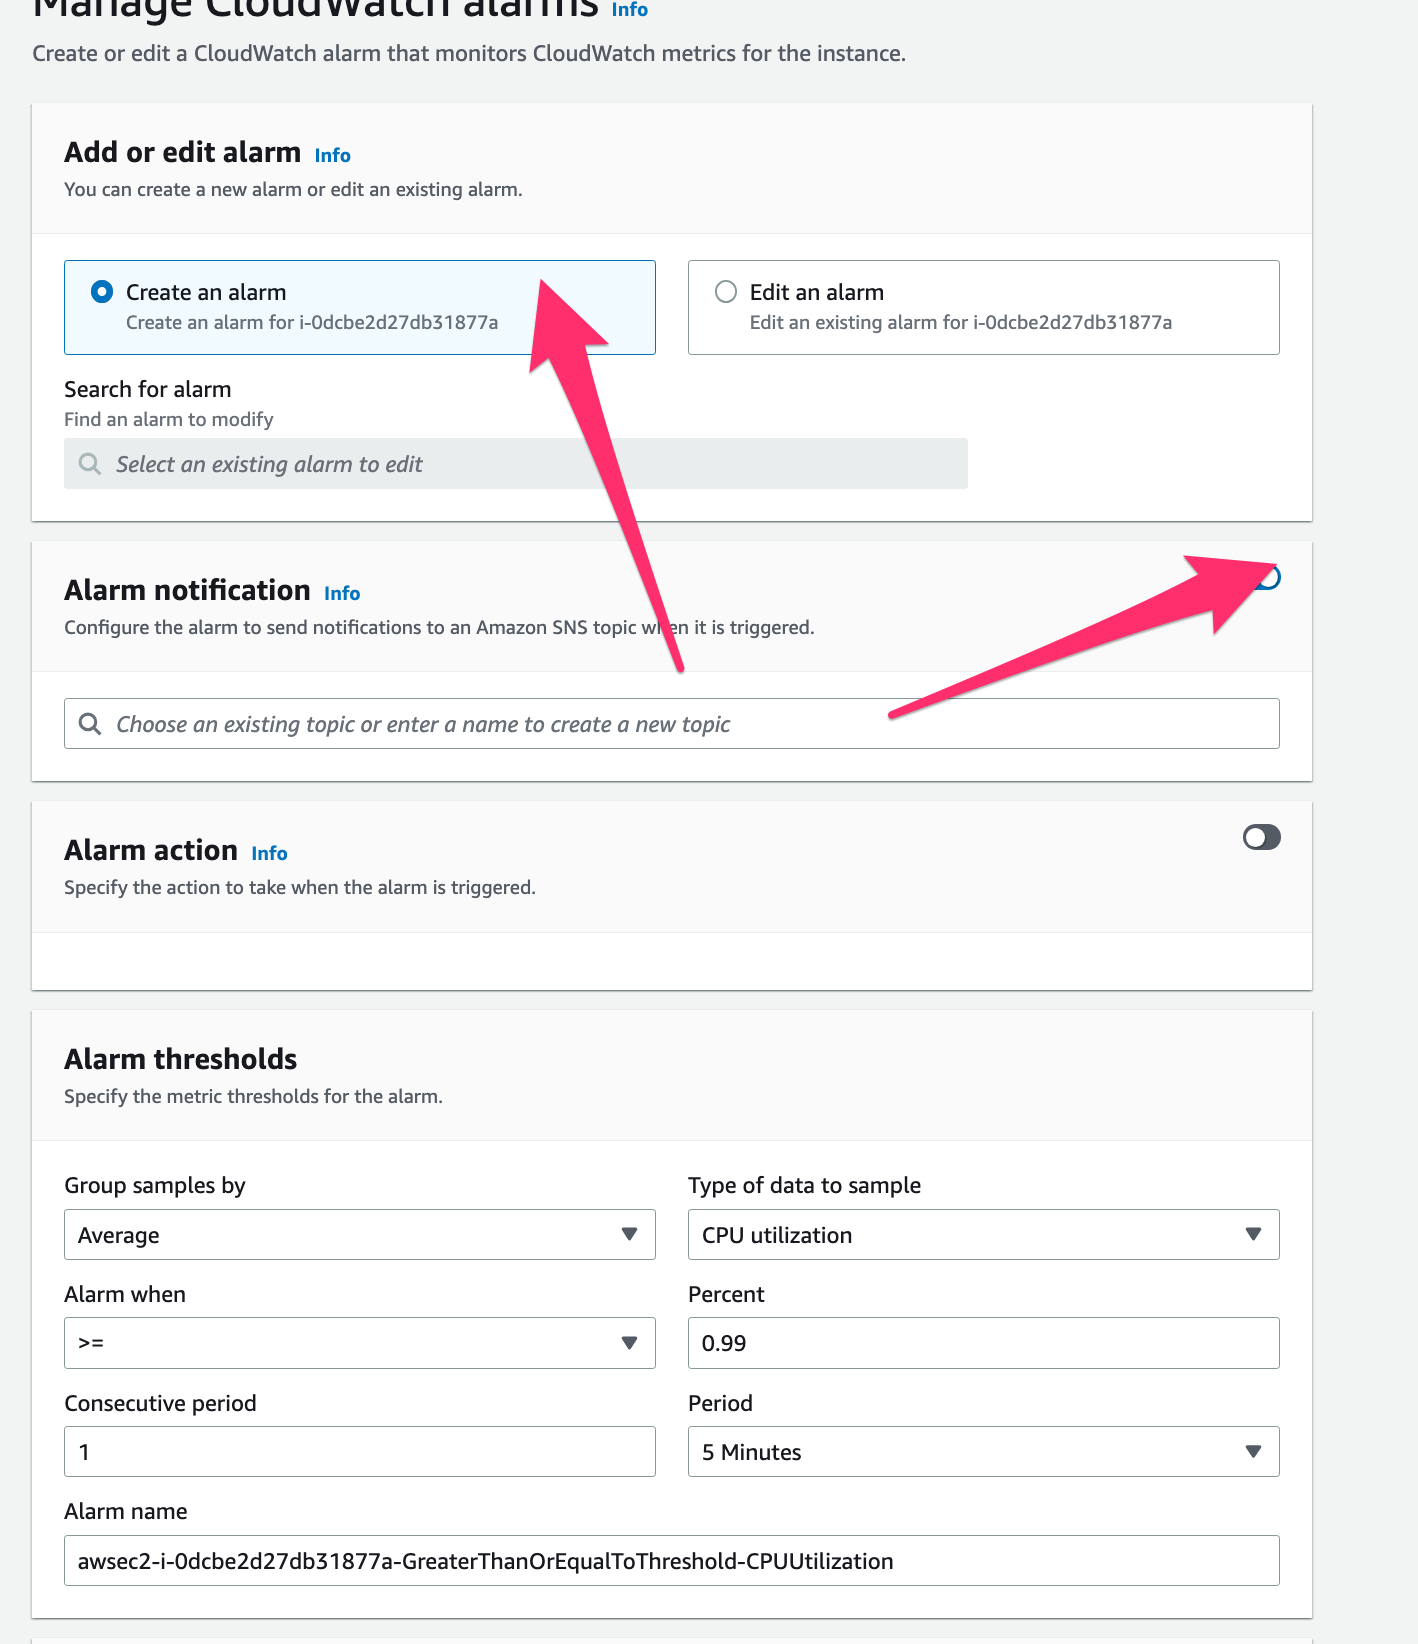 Manage CloudWatch alarms Info
Create or edit a CloudWatch alarm that monitors CloudWatch metrics for the instance.
Add or edit alarm Info
You can create a new alarm or edit an existing alarm.
Create an alarm
Create an alarm for i-0dcbe2d27db31877a
Edit an alarm
Edit an existing alarm for i-0dcbe2d27db31877a
Search for alarm
Find an alarm to modify
Select an existing alarm to edit
Alarm notification Info
Configure the alarm to send notifications to an Amazon SNS topic when it is triggered.
Choose an existing topic or enter a name to create a new topic
Alarm action Info
Specify the action to take when the alarm is triggered.
Alarm thresholds
Specify the metric thresholds for the alarm.
Group samples by
Average
Type of data to sample
CPU utilization
Alarm when
>=
Percent
0.99
Consecutive period
1
Period
5 Minutes
Alarm name
awsec2-i-0dcbe2d27db31877a-GreaterThanOrEqualToThreshold-CPUUtilization